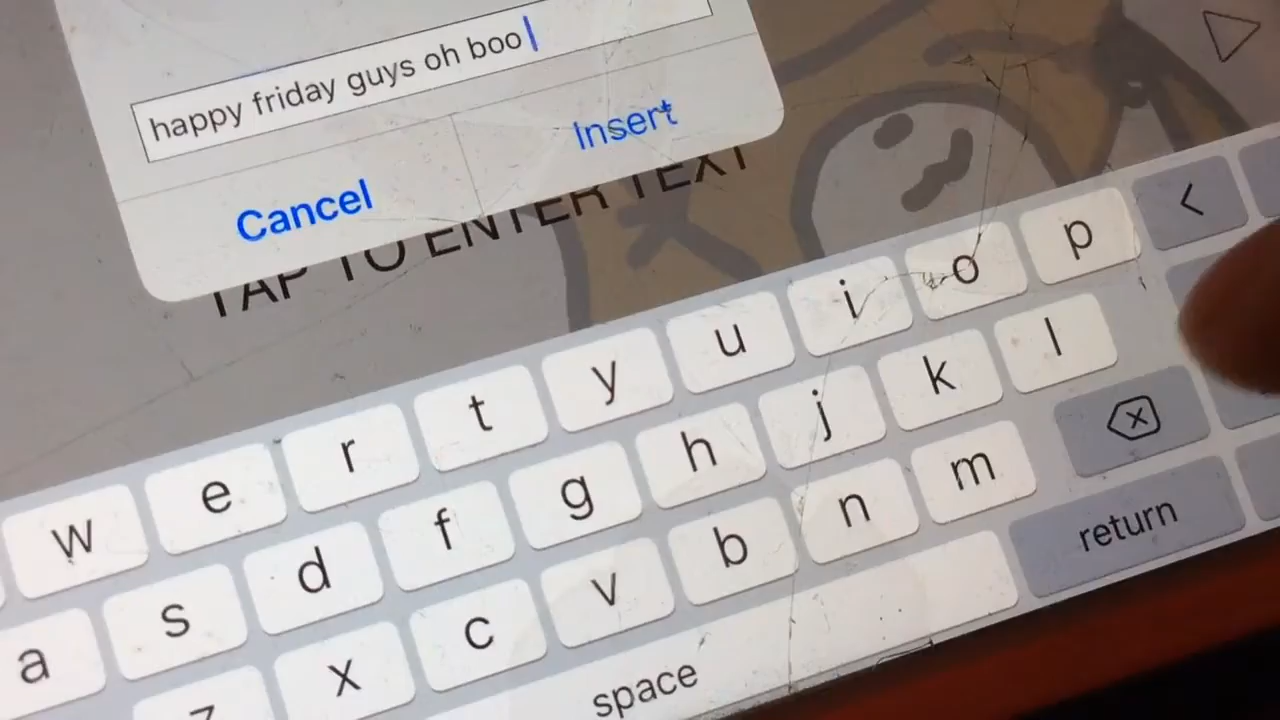 happy friday guys oh boo
Cancel Insert
TAP TO ENTER TEXT
w e r t y u i o p <
a s d f g h j k l
z x c v b n m
space return